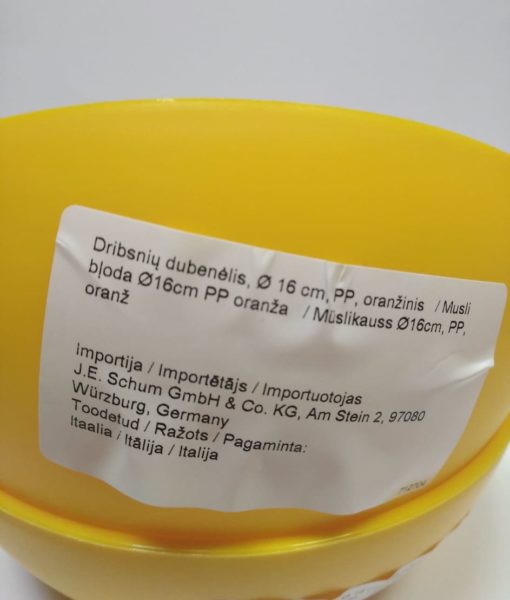 Dribsnių dubenėlis, Ø 16 cm, PP, oranžinis / Musli
bļoda Ø16cm PP oranža / Müslikauss Ø16cm, PP,
oranž
Importija / Importētājs / Importuotojas
J.E. Schum GmbH & Co. KG, Am Stein 2, 97080
Würzburg, Germany
Toodetud / Ražots / Pagaminta:
Itaalia / Itālija / Italija